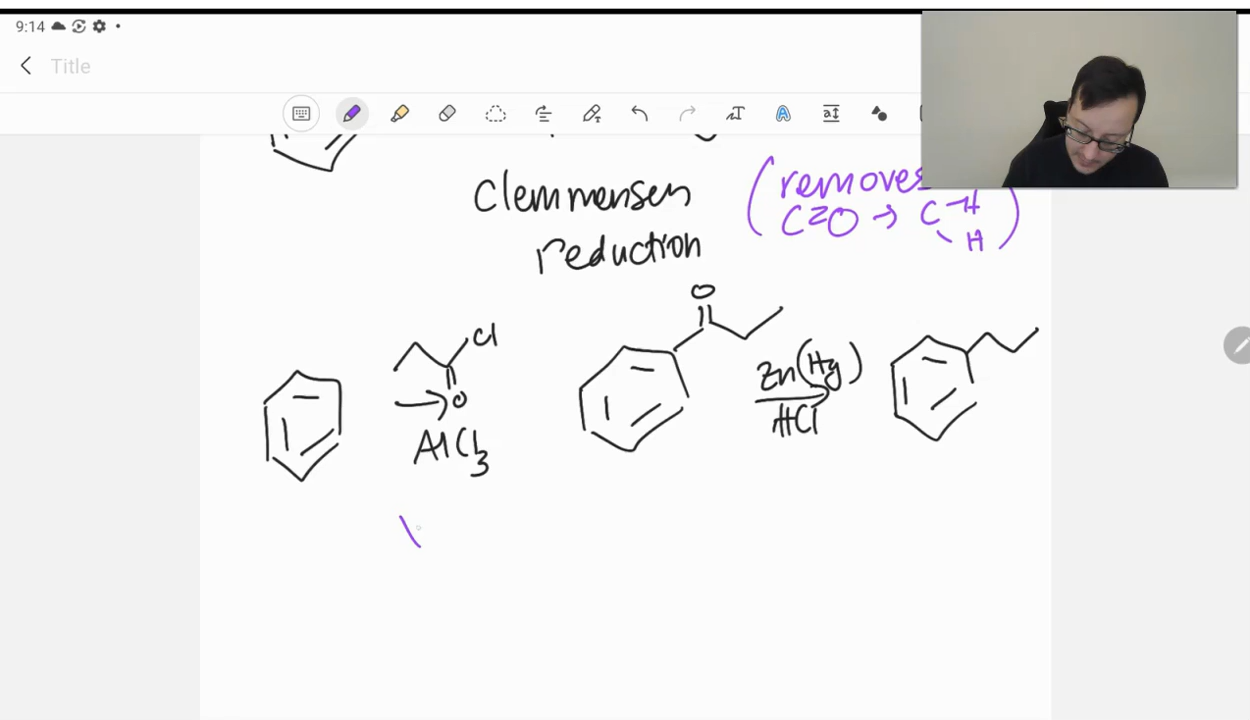 9:14
Title
Clemmensen
reduction
(removes
C=O → C-H
H)
Cl
O
AlCl3
O
Zn(Hg)
HCl